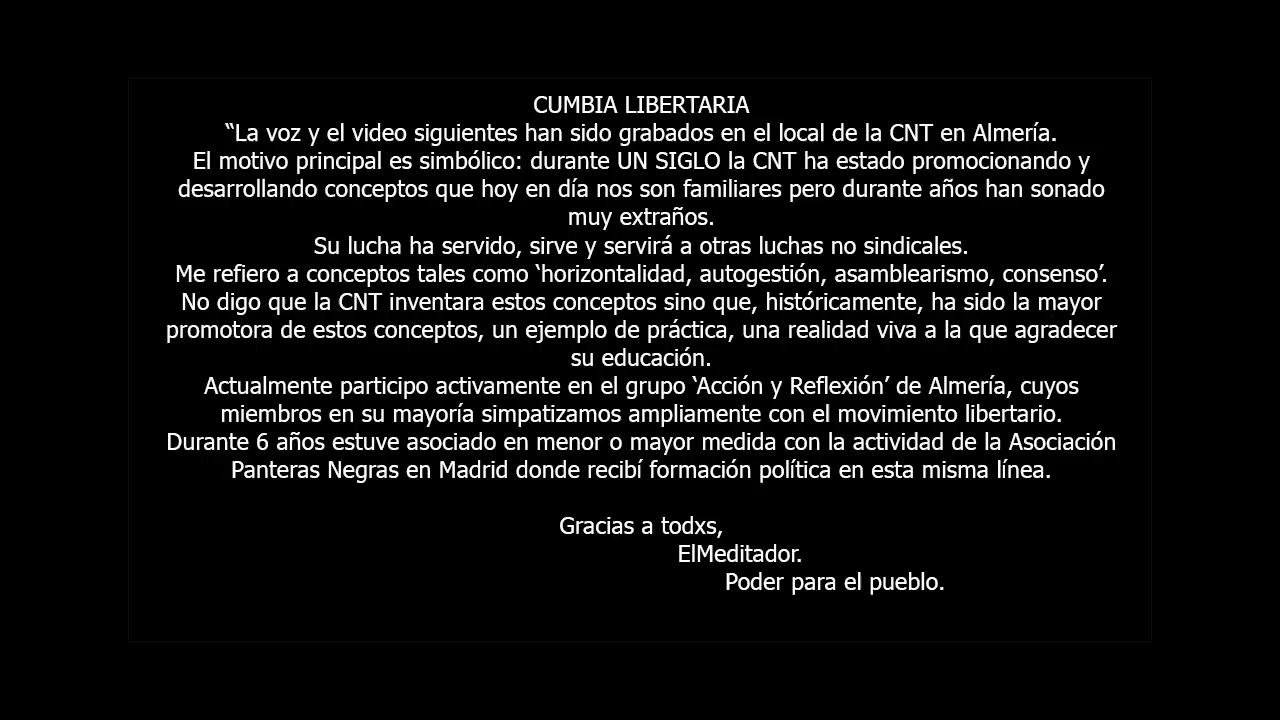 CUMBIA LIBERTARIA
“La voz y el video siguientes han sido grabados en el local de la CNT en Almería.
El motivo principal es simbólico: durante UN SIGLO la CNT ha estado promocionando y
desarrollando conceptos que hoy en día nos son familiares pero durante años han sonado
muy extraños.
Su lucha ha servido, sirve y servirá a otras luchas no sindicales.
Me refiero a conceptos tales como ‘horizontalidad, autogestión, asamblearismo, consenso’.
No digo que la CNT inventara estos conceptos sino que, históricamente, ha sido la mayor
promotora de estos conceptos, un ejemplo de práctica, una realidad viva a la que agradecer
su educación.
Actualmente participo activamente en el grupo ‘Acción y Reflexión’ de Almería, cuyos
miembros en su mayoría simpatizamos ampliamente con el movimiento libertario.
Durante 6 años estuve asociado en menor o mayor medida con la actividad de la Asociación
Panteras Negras en Madrid donde recibí formación política en esta misma línea.
Gracias a todxs,
ElMeditador.
Poder para el pueblo.